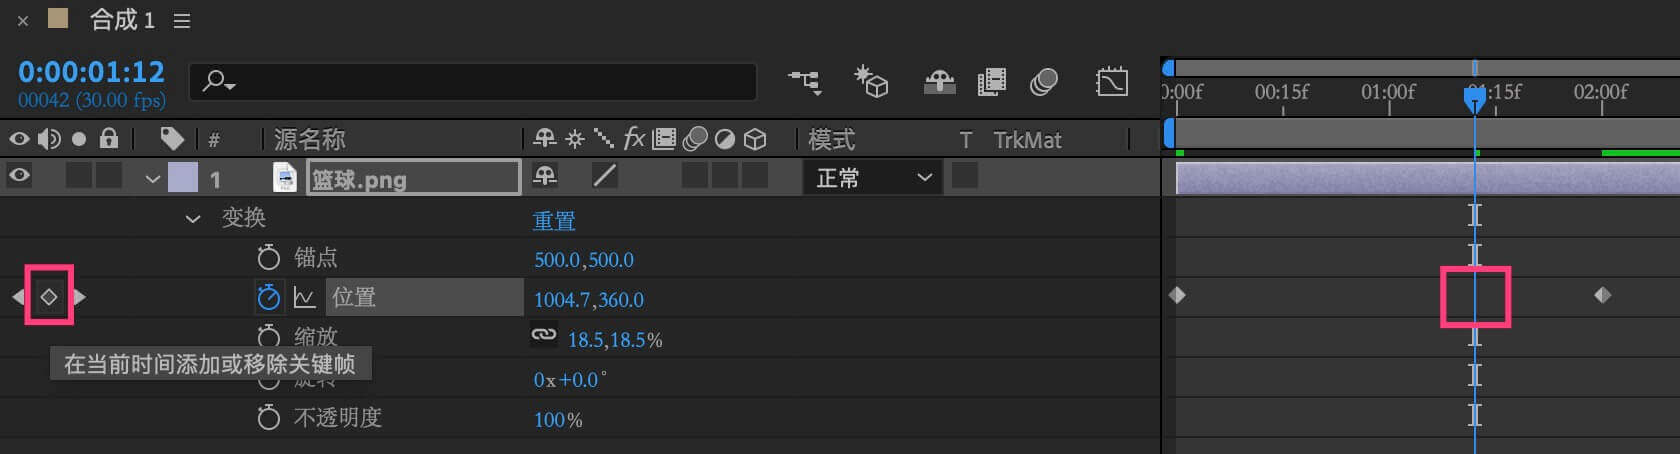 × 合成 1 ☰
0:00:01:12
00042 (30.00 fps)
0:00f 00:15f 01:00f 01:15f 02:00f
# 源名称 fx 模式 T TrkMat
1 篮球.png 正常
变换 重置
锚点 500.0,500.0
位置 1004.7,360.0
缩放 18.5,18.5%
在当前时间添加或移除关键帧
旋转 0x+0.0°
不透明度 100%